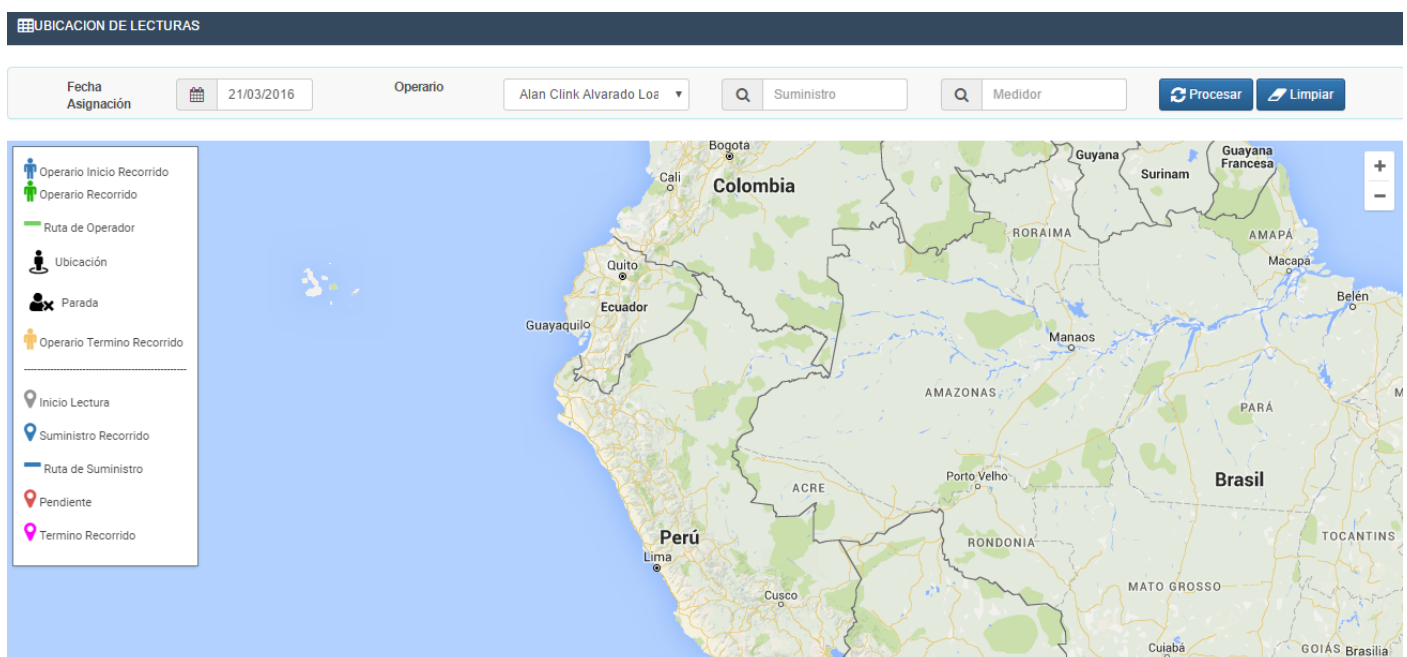 UBICACION DE LECTURAS
Fecha
Asignación
21/03/2016
Operario
Alan Clink Alvarado Loa
Suministro
Medidor
Procesar
Limpiar
Operario Inicio Recorrido
Operario Recorrido
Ruta de Operador
Ubicación
Parada
Operario Termino Recorrido
Inicio Lectura
Suministro Recorrido
Ruta de Suministro
Pendiente
Termino Recorrido
Bogota
Cali
Colombia
Guyana
Surinam
Guayana
Francesa
RORAIMA
AMAPÁ
Macapa
Quito
Ecuador
Guayaquil
Belén
Manaos
AMAZONAS
PARÁ
M
Porto Velho
ACRE
Brasil
Perú
Lima
RONDONIA
TOCANTINS
Cusco
MATO GROSSO
Cuiabá
GOIÁS
Brasilia
+
−